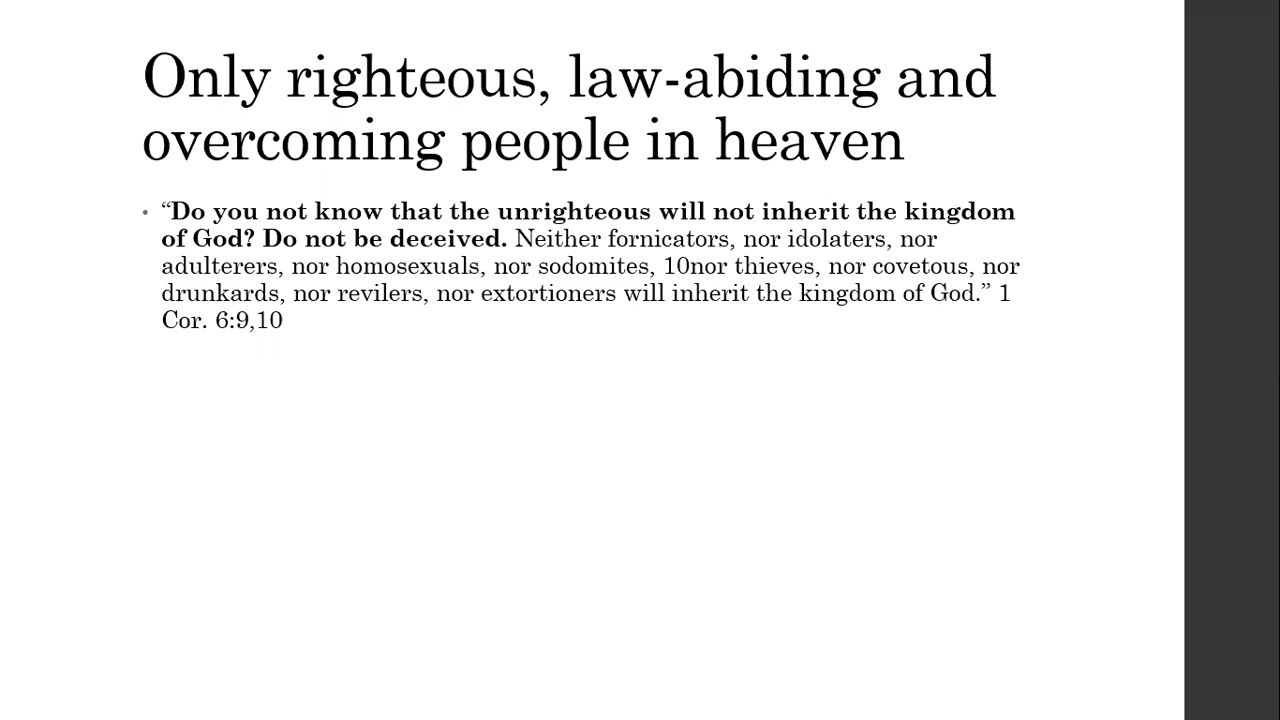 Only righteous, law-abiding and
overcoming people in heaven
• “Do you not know that the unrighteous will not inherit the kingdom
of God? Do not be deceived. Neither fornicators, nor idolaters, nor
adulterers, nor homosexuals, nor sodomites, 10nor thieves, nor covetous, nor
drunkards, nor revilers, nor extortioners will inherit the kingdom of God.” 1
Cor. 6:9,10